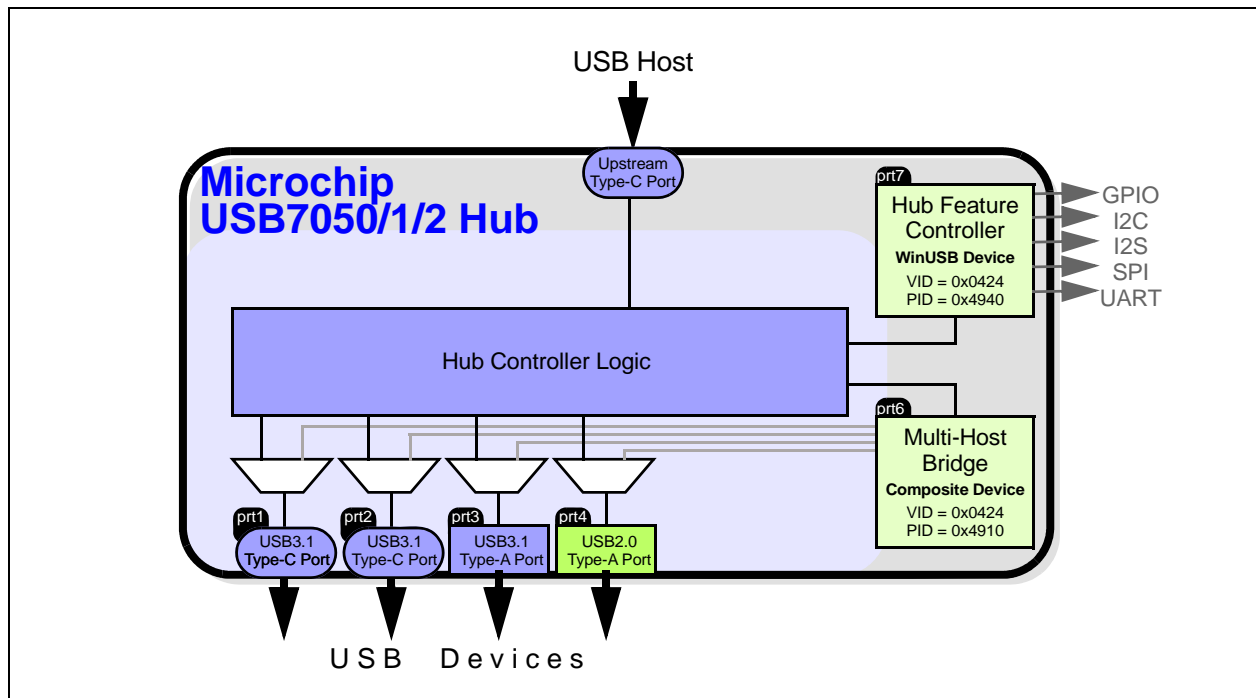 USB Host
Upstream
Type-C Port
Microchip
USB7050/1/2 Hub
prt7
Hub Feature
Controller
WinUSB Device
VID = 0x0424
PID = 0x4940
GPIO
I2C
I2S
SPI
UART
Hub Controller Logic
prt6
Multi-Host
Bridge
Composite Device
VID = 0x0424
PID = 0x4910
prt1
USB3.1
Type-C Port
prt2
USB3.1
Type-C Port
prt3
USB3.1
Type-A Port
prt4
USB2.0
Type-A Port
USB Devices